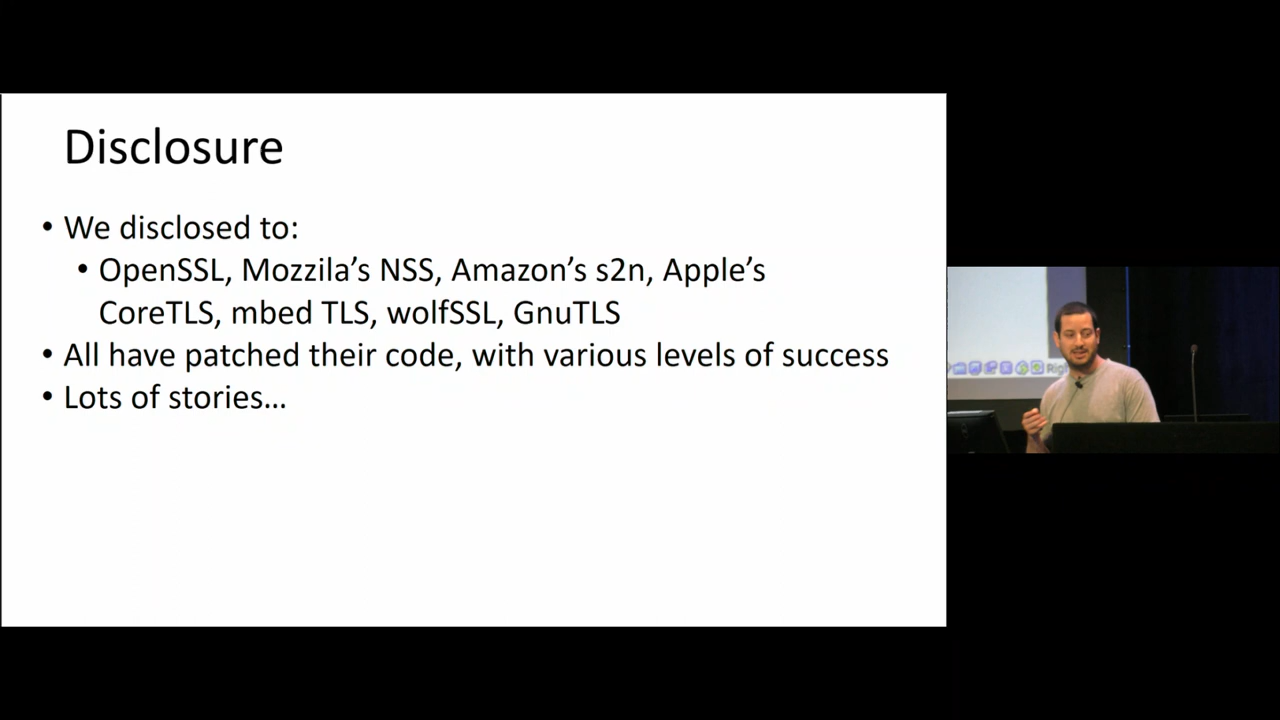 Disclosure
• We disclosed to:
• OpenSSL, Mozzila’s NSS, Amazon’s s2n, Apple’s
CoreTLS, mbed TLS, wolfSSL, GnuTLS
• All have patched their code, with various levels of success
• Lots of stories…